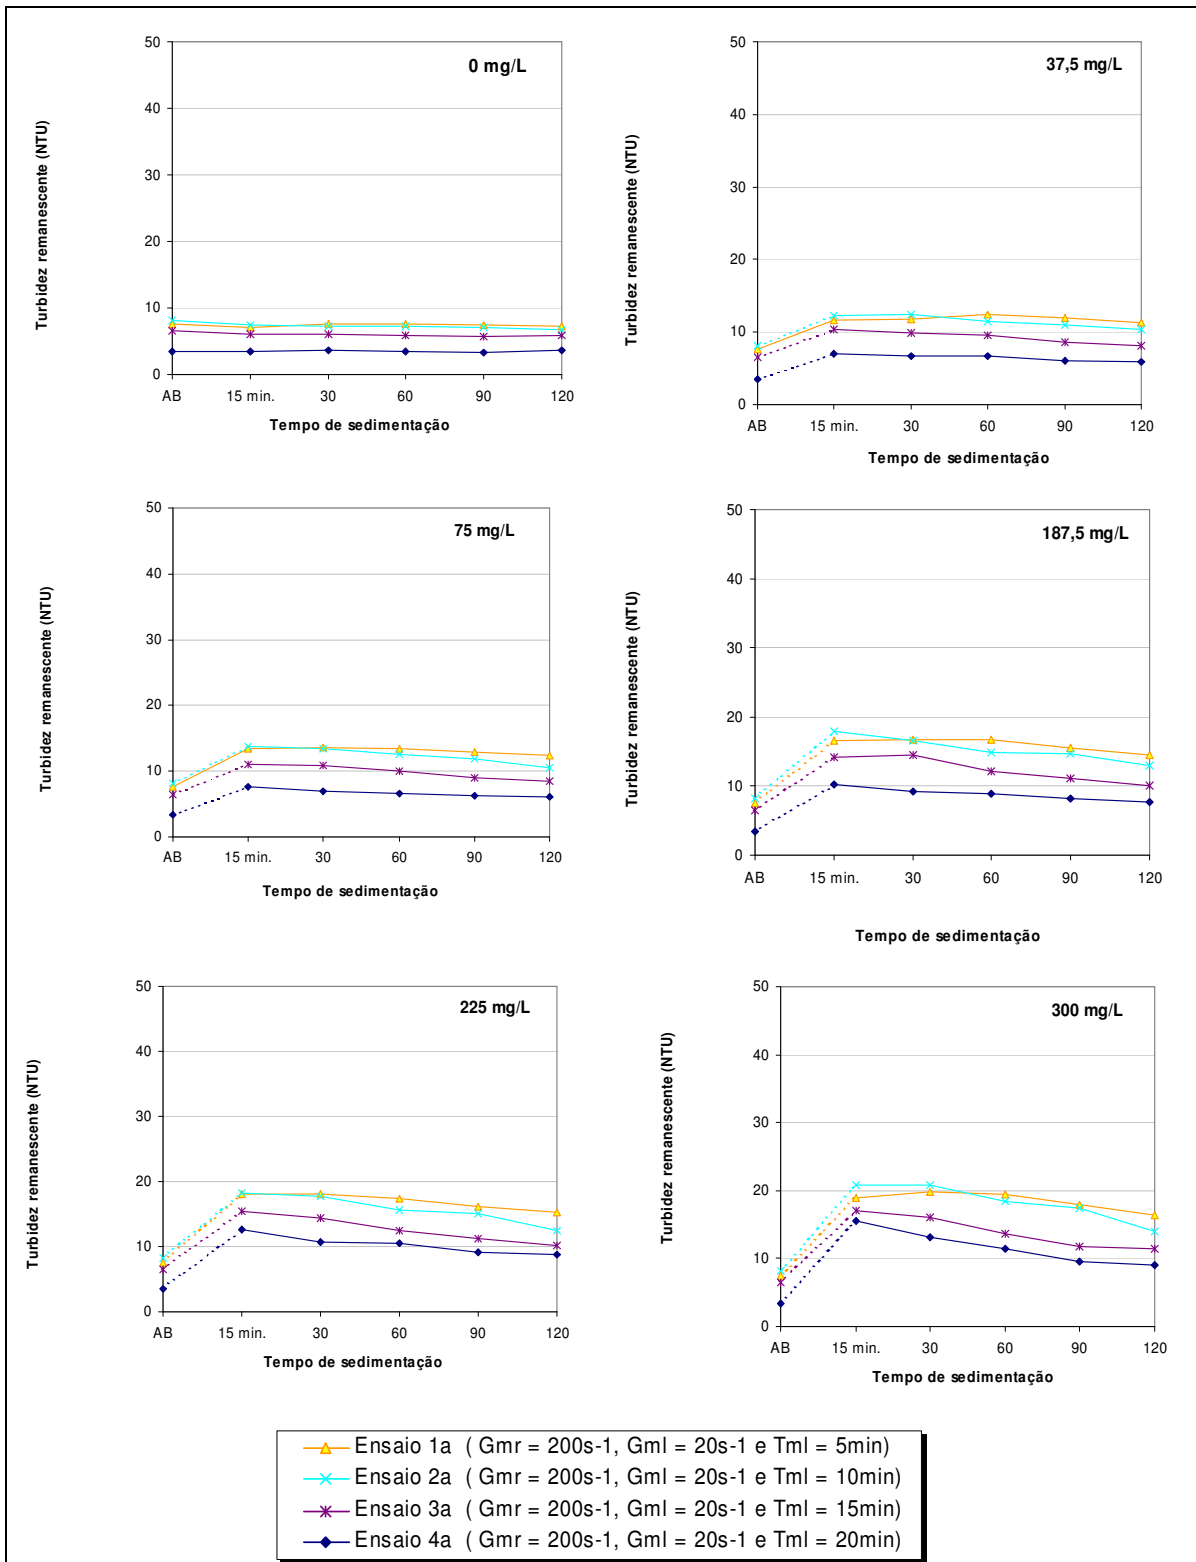 0 mg/L
Turbidez remanescente (NTU)
50
40
30
20
10
0
AB 15 min. 30 60 90 120
Tempo de sedimentação
37,5 mg/L
Turbidez remanescente (NTU)
50
40
30
20
10
0
AB 15 min. 30 60 90 120
Tempo de sedimentação
75 mg/L
Turbidez remanescente (NTU)
50
40
30
20
10
0
AB 15 min. 30 60 90 120
Tempo de sedimentação
187,5 mg/L
Turbidez remanescente (NTU)
50
40
30
20
10
0
AB 15 min. 30 60 90 120
Tempo de sedimentação
225 mg/L
Turbidez remanescente (NTU)
50
40
30
20
10
0
AB 15 min. 30 60 90 120
Tempo de sedimentação
300 mg/L
Turbidez remanescente (NTU)
50
40
30
20
10
0
AB 15 min. 30 60 90 120
Tempo de sedimentação
Ensaio 1a ( Gmr = 200s-1, Gml = 20s-1 e Tml = 5min)
Ensaio 2a ( Gmr = 200s-1, Gml = 20s-1 e Tml = 10min)
Ensaio 3a ( Gmr = 200s-1, Gml = 20s-1 e Tml = 15min)
Ensaio 4a ( Gmr = 200s-1, Gml = 20s-1 e Tml = 20min)